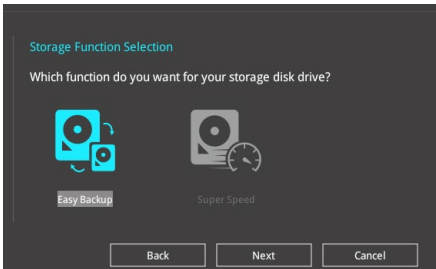 Storage Function Selection
Which function do you want for your storage disk drive?
Easy Backup Super Speed
Back Next Cancel